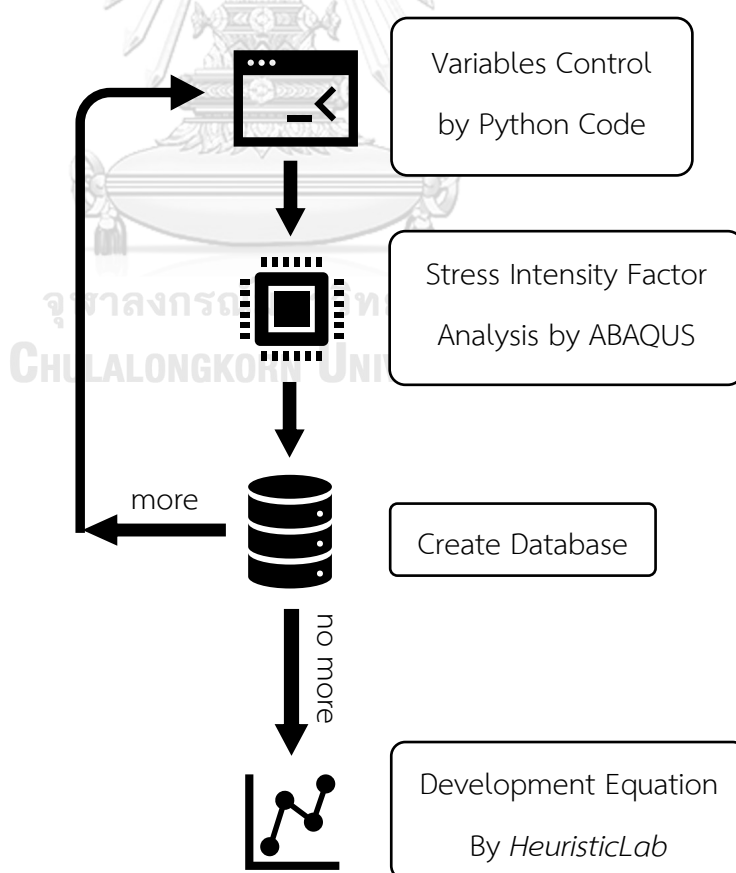 Variables Control
by Python Code
Stress Intensity Factor
Analysis by ABAQUS
CHULALONGKORN
more
Create Database
no more
Development Equation
By HeuristicLab